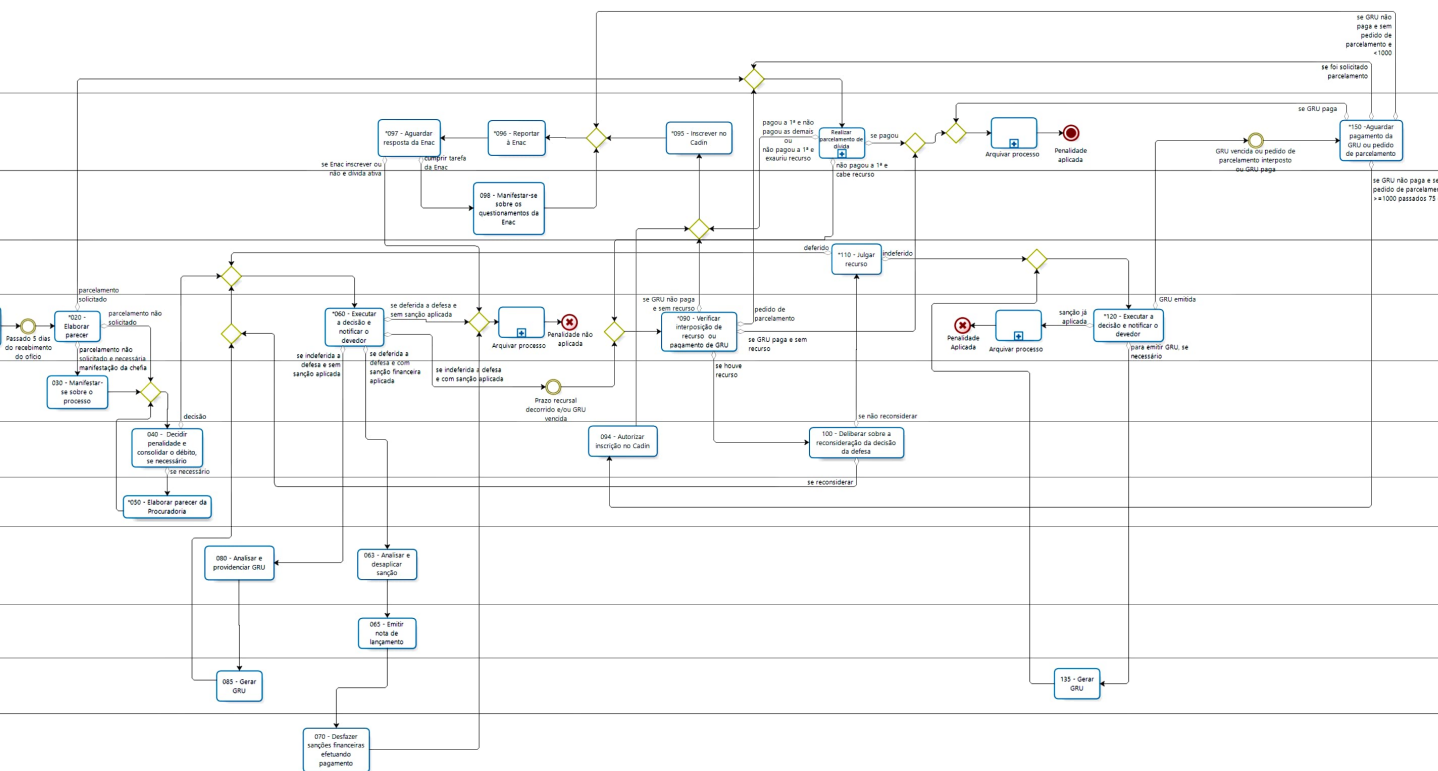 se GRU não
paga e sem
pedido de
parcelamento e
<1000
se foi solicitado
parcelamento
se GRU paga
*097 - Aguardar
resposta da Enac
*096 - Reportar
à Enac
*095 - Inscrever no
Cadin
pagou a 1ª e não
pagou as demais
ou
não pagou a 1ª e
exauriu recurso
Realizar
parcelamento de
dívida
se pagou
Arquivar processo
Penalidade
aplicada
GRU vencida ou pedido de
parcelamento interposto
ou GRU paga
*150 -Aguardar
pagamento da
GRU ou pedido
de parcelamento
se Enac inscrever ou
não e dívida ativa
cumprir tarefa
da Enac
não pagou a 1ª e
cabe recurso
098 - Manifestar-se
sobre os
questionamentos da
Enac
se GRU não paga e se
pedido de parcelamen
>=1000 passados 75
deferido
*110 - Julgar
recurso
indeferido
parcelamento
solicitado
Passado 5 dias
do recebimento
do ofício
*020 -
Elaborar
parecer
parcelamento não
solicitado
parcelamento não
solicitado e necessária
manifestação da chefia
*060 - Executar
a decisão e
notificar o
devedor
se deferida a defesa e
sem sanção aplicada
Arquivar processo
Penalidade não
aplicada
se GRU não paga
e sem recurso
*090 - Verificar
interposição de
recurso ou
pagamento de GRU
pedido de
parcelamento
se GRU paga e sem
recurso
Penalidade
Aplicada
Arquivar processo
sanção já
aplicada
GRU emitida
*120 - Executar a
decisão e notificar o
devedor
para emitir GRU, se
necessário
se indeferida a
defesa e sem
sanção aplicada
se deferida a
defesa e com
sanção financeira
aplicada
se indeferida a defesa
e com sanção aplicada
se houve
recurso
030 - Manifestar-
se sobre o
processo
Prazo recursal
decorrido e/ou GRU
vencida
decisão
se não reconsiderar
040 - Decidir
penalidade e
consolidar o débito,
se necessário
094 - Autorizar
inscrição no Cadin
100 - Deliberar sobre a
reconsideração da decisão
da defesa
se necessário
se reconsiderar
*050 - Elaborar parecer da
Procuradoria
080 - Analisar e
providenciar GRU
063 - Analisar e
desaplicar
sanção
065 - Emitir
nota de
lançamento
085 - Gerar
GRU
135 - Gerar
GRU
070 - Desfazer
sanções financeiras
efetuando
pagamento